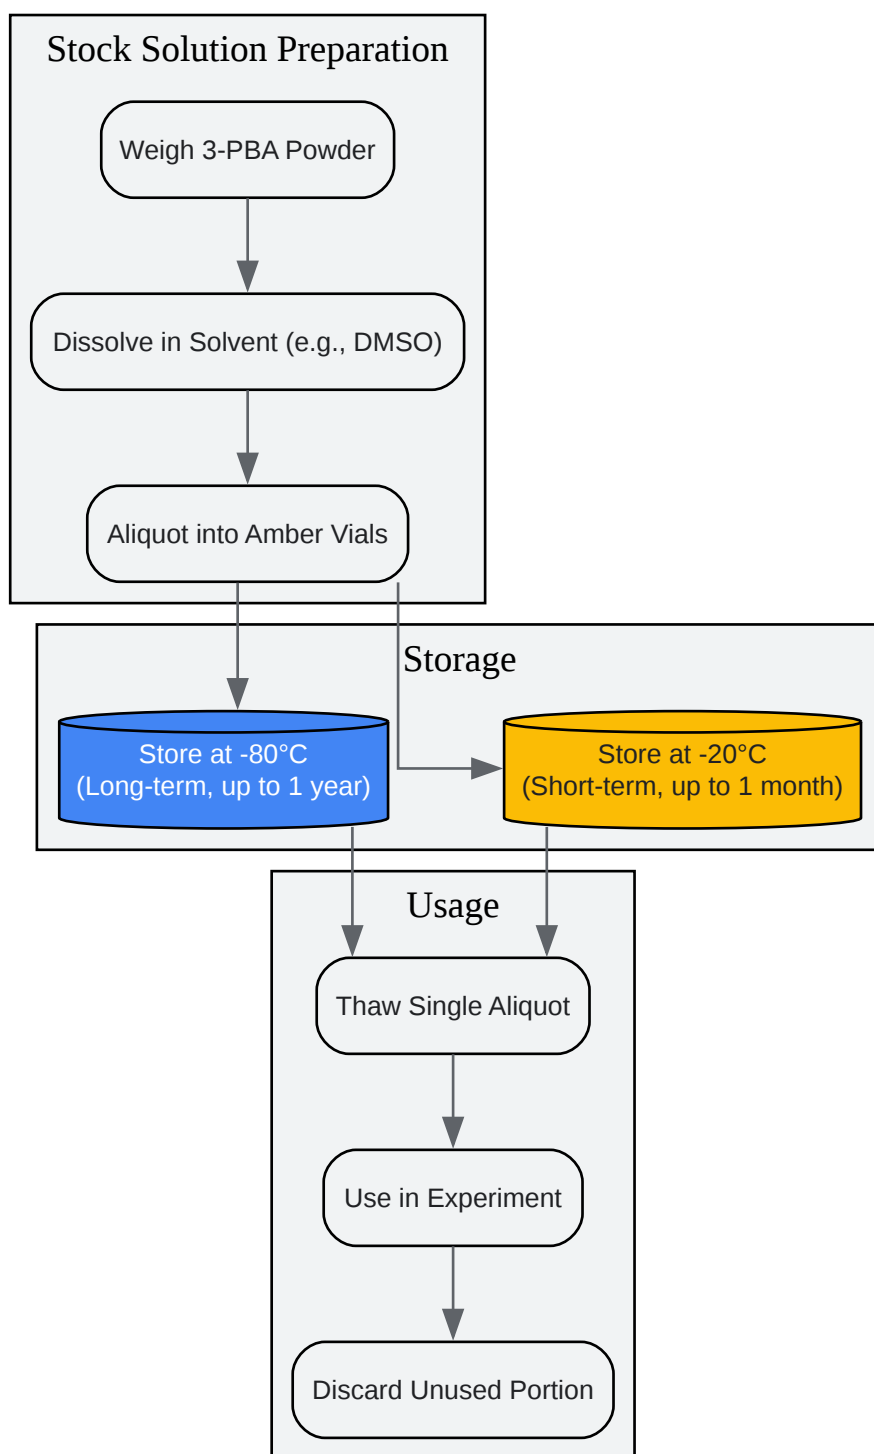 Stock Solution Preparation
Weigh 3-PBA Powder
Dissolve in Solvent (e.g., DMSO)
Aliquot into Amber Vials
Storage
Store at -80°C
(Long-term, up to 1 year)
Store at -20°C
(Short-term, up to 1 month)
Usage
Thaw Single Aliquot
Use in Experiment
Discard Unused Portion